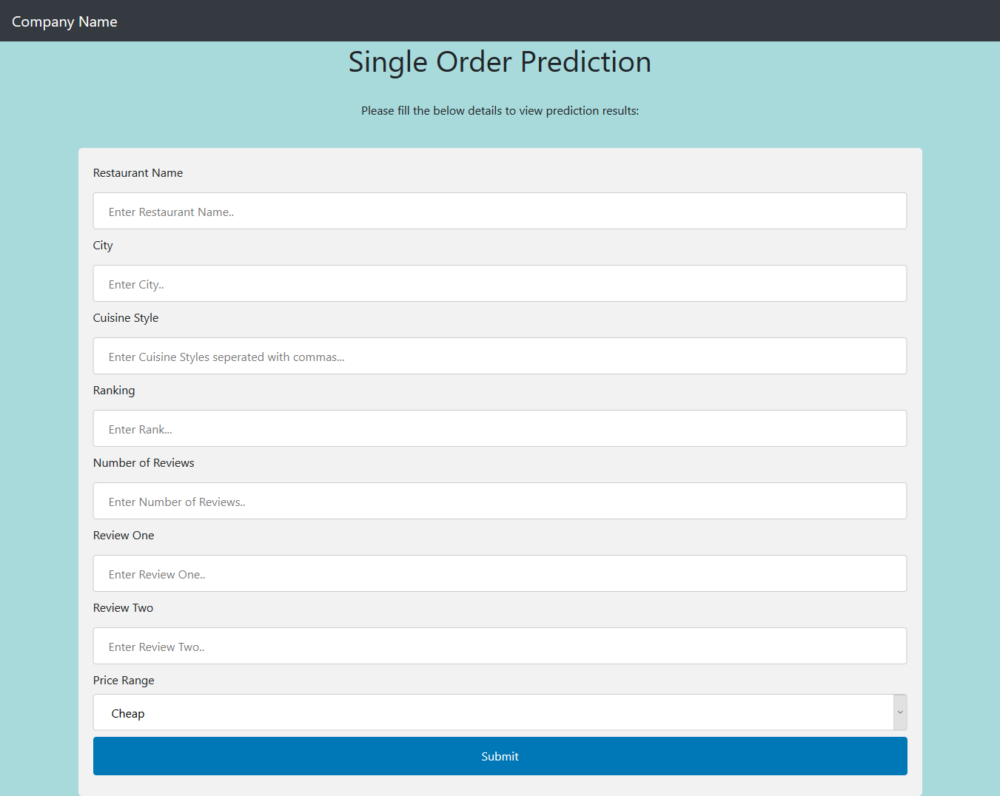 Company Name
Single Order Prediction
Please fill the below details to view prediction results:
Restaurant Name
Enter Restaurant Name..
City
Enter City..
Cuisine Style
Enter Cuisine Styles seperated with commas...
Ranking
Enter Rank...
Number of Reviews
Enter Number of Reviews..
Review One
Enter Review One..
Review Two
Enter Review Two..
Price Range
Cheap
Submit